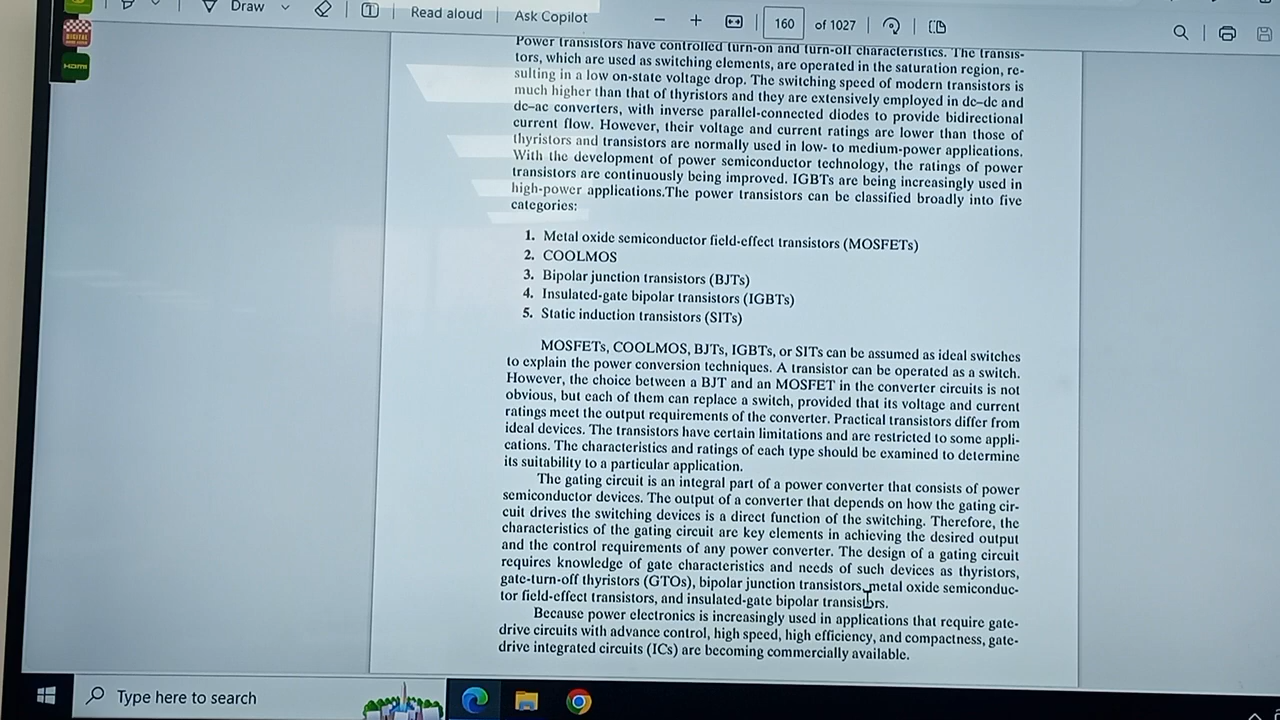 Draw
Read aloud
Ask Copilot
160 of 1027
DIGITAL
HDMI
Power transistors have controlled turn-on and turn-off characteristics. The transis-
tors, which are used as switching elements, are operated in the saturation region, re-
sulting in a low on-state voltage drop. The switching speed of modern transistors is
much higher than that of thyristors and they are extensively employed in dc–dc and
dc–ac converters, with inverse parallel-connected diodes to provide bidirectional
current flow. However, their voltage and current ratings are lower than those of
thyristors and transistors are normally used in low- to medium-power applications.
With the development of power semiconductor technology, the ratings of power
transistors are continuously being improved. IGBTs are being increasingly used in
high-power applications.The power transistors can be classified broadly into five
categories:
1. Metal oxide semiconductor field-effect transistors (MOSFETs)
2. COOLMOS
3. Bipolar junction transistors (BJTs)
4. Insulated-gate bipolar transistors (IGBTs)
5. Static induction transistors (SITs)
MOSFETs, COOLMOS, BJTs, IGBTs, or SITs can be assumed as ideal switches
to explain the power conversion techniques. A transistor can be operated as a switch.
However, the choice between a BJT and an MOSFET in the converter circuits is not
obvious, but each of them can replace a switch, provided that its voltage and current
ratings meet the output requirements of the converter. Practical transistors differ from
ideal devices. The transistors have certain limitations and are restricted to some appli-
cations. The characteristics and ratings of each type should be examined to determine
its suitability to a particular application.
The gating circuit is an integral part of a power converter that consists of power
semiconductor devices. The output of a converter that depends on how the gating cir-
cuit drives the switching devices is a direct function of the switching. Therefore, the
characteristics of the gating circuit are key elements in achieving the desired output
and the control requirements of any power converter. The design of a gating circuit
requires knowledge of gate characteristics and needs of such devices as thyristors,
gate-turn-off thyristors (GTOs), bipolar junction transistors, metal oxide semiconduc-
tor field-effect transistors, and insulated-gate bipolar transistors.
Because power electronics is increasingly used in applications that require gate-
drive circuits with advance control, high speed, high efficiency, and compactness, gate-
drive integrated circuits (ICs) are becoming commercially available.
Type here to search